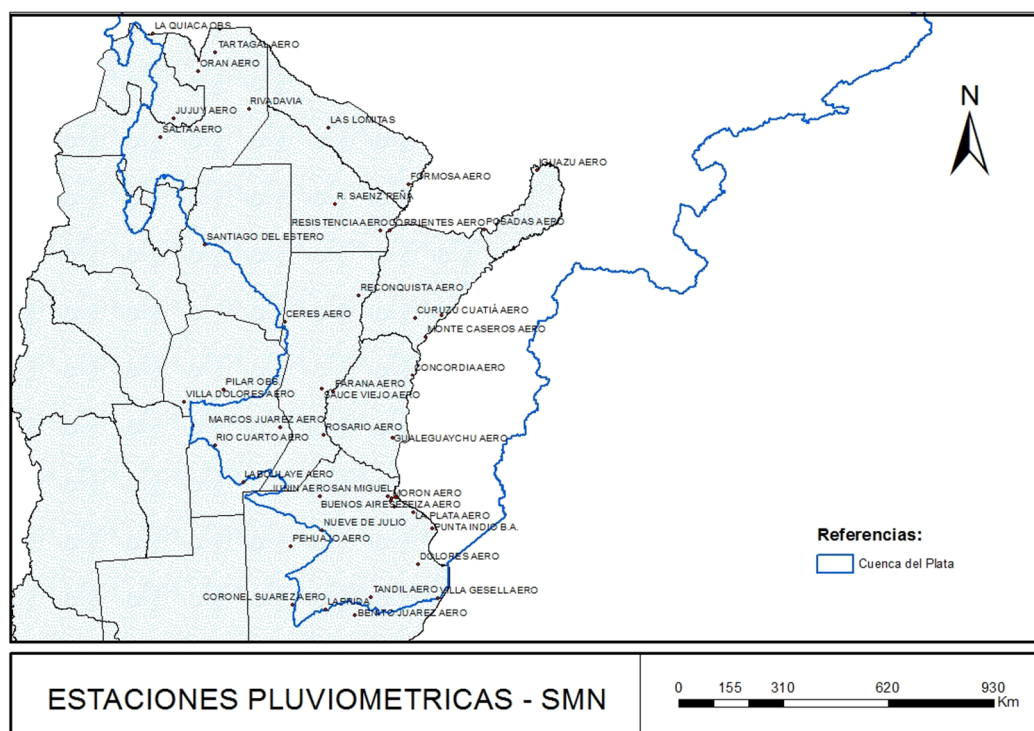 LA QUIACA OBS.
TARTAGAL AERO
ORAN AERO
RIVADAVIA
JUJUY AERO
LAS LOMITAS
SALTA AERO
N
IGUAZU AERO
FORMOSA AERO
R. SAENZ PEÑA
RESISTENCIA AERO
CORRIENTES AERO
POSADAS AERO
SANTIAGO DEL ESTERO
RECONQUISTA AERO
CERES AERO
CURUZU CUATIÁ AERO
MONTE CASEROS AERO
CONCORDIA AERO
PILAR OBS.
PARANA AERO
VILLA DOLORES AERO
SAUCE VIEJO AERO
MARCOS JUAREZ AERO
ROSARIO AERO
RIO CUARTO AERO
GUALEGUAYCHU AERO
LABOULAYE AERO
JUNIN AERO
SAN MIGUEL
MORON AERO
BUENOS AIRES
EZEIZA AERO
LA PLATA AERO
NUEVE DE JULIO
PUNTA INDIO B.A.
PEHUAJO AERO
DOLORES AERO
TANDIL AERO
VILLA GESELL AERO
CORONEL SUAREZ AERO
LAPRIDA
BENITO JUAREZ AERO
Referencias:
Cuenca del Plata
ESTACIONES PLUVIOMETRICAS - SMN
0 155 310 620 930
Km